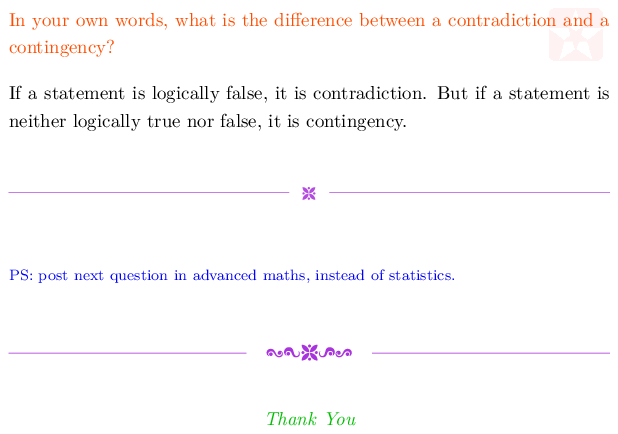 In your own words, what is the difference between a contradiction and a
contingency?
If a statement is logically false, it is contradiction. But if a statement is
neither logically true nor false, it is contingency.
PS: post next question in advanced maths, instead of statistics.
Thank You